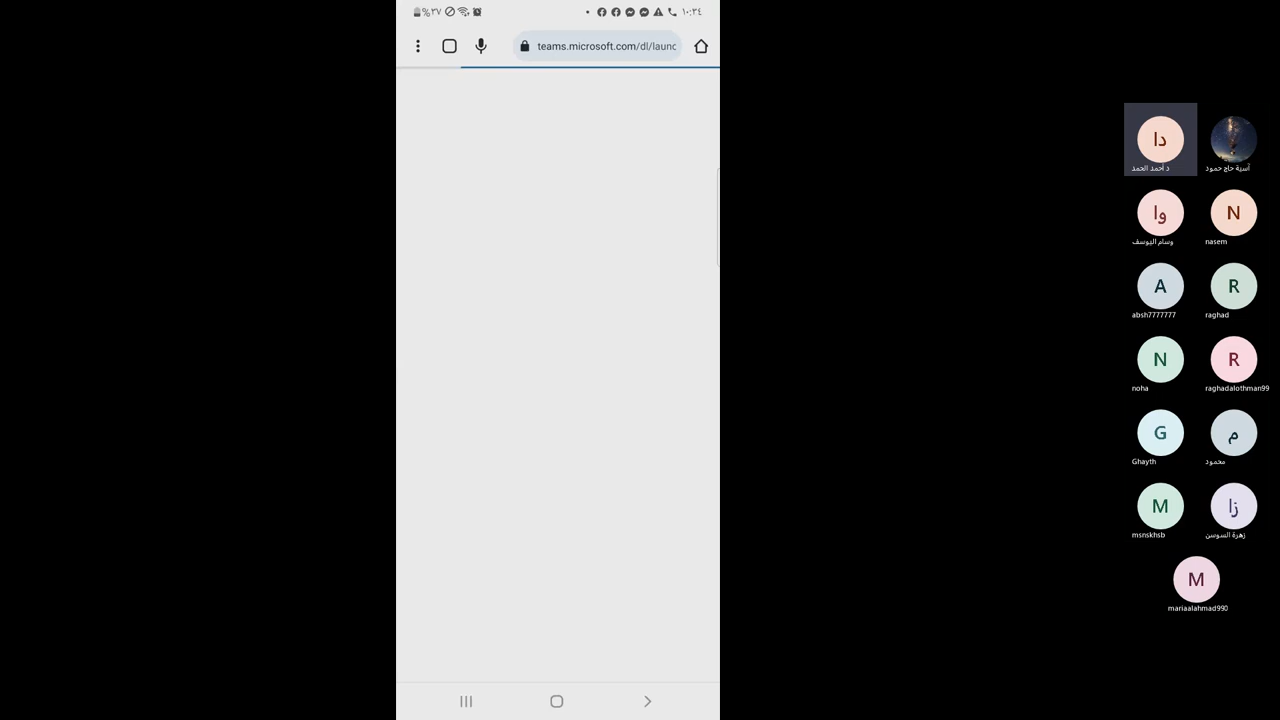 %٣٧
١٠:٣٤
teams.microsoft.com/dl/launc
دا
د أحمد الحمد
آسية حاج حمود
وا
وسام اليوسف
N
nasem
A
absh7777777
R
raghad
N
noha
R
raghadalothman99
G
Ghayth
م
محمود
M
msnskhsb
زا
زهرة السوسن
M
mariaalahmad990